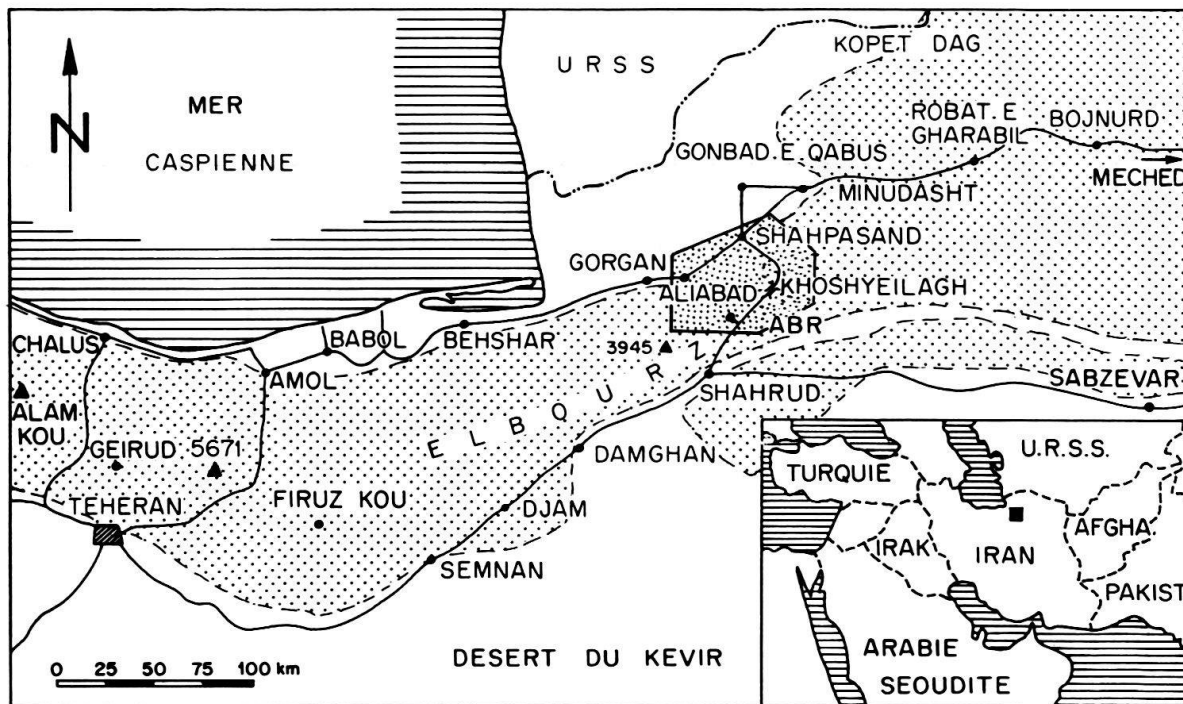 KOPET DAG
URSS
MER
CASPIENNE
N
ROBAT. E
GHARABIL
BOJNURD
GONBAD. E. QABUS
MECHED
MINUDASHT
SHAHPASAND
GORGAN
ALIABAD
KHOSHYEILAGH
ABR
CHALUS
BABOL
BEHSHAR
3945
AMOL
SHAHRUD
SABZEVAR
ALAM
KOU
ELBOURZ
GEIRUD
5671
DAMGHAN
TEHERAN
FIRUZ KOU
DJAM
SEMNAN
DESERT DU KEVIR
0 25 50 75 100 km
U.R.S.S.
TURQUIE
AFGHA.
IRAK
IRAN
PAKIST
ARABIE
SEOUDITE